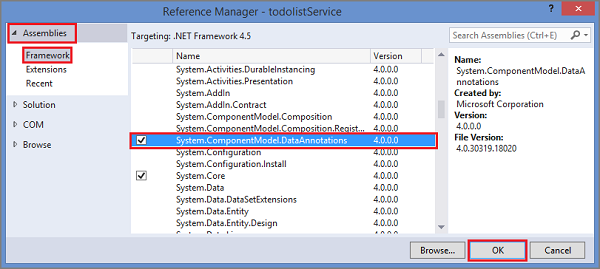 Reference Manager - todolistService
Assemblies
Framework
Extensions
Recent
Solution
COM
Browse
Targeting: .NET Framework 4.5
Name Version
System.Activities.DurableInstancing 4.0.0.0
System.Activities.Presentation 4.0.0.0
System.AddIn 4.0.0.0
System.AddIn.Contract 4.0.0.0
System.ComponentModel.Composition 4.0.0.0
System.ComponentModel.Composition.Regist... 4.0.0.0
System.ComponentModel.DataAnnotations 4.0.0.0
System.Configuration 4.0.0.0
System.Configuration.Install 4.0.0.0
System.Core 4.0.0.0
System.Data 4.0.0.0
System.Data.DataSetExtensions 4.0.0.0
System.Data.Entity 4.0.0.0
System.Data.Entity.Design 4.0.0.0
Search Assemblies (Ctrl+E)
Name:
System.ComponentModel.DataA
nnotations
Created by:
Microsoft Corporation
Version:
4.0.0.0
File Version:
4.0.30319.18020
Browse...
OK
Cancel